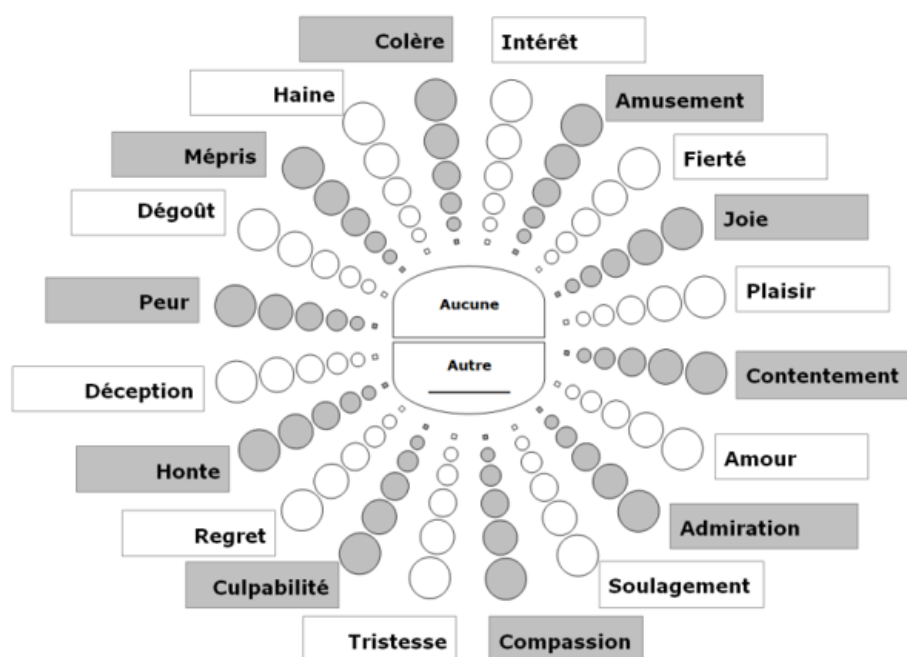 Colère
Intérêt
Haine
Amusement
Mépris
Fierté
Dégoût
Joie
Peur
Aucune
Plaisir
Autre
Déception
Contentement
Honte
Amour
Regret
Admiration
Culpabilité
Soulagement
Tristesse
Compassion